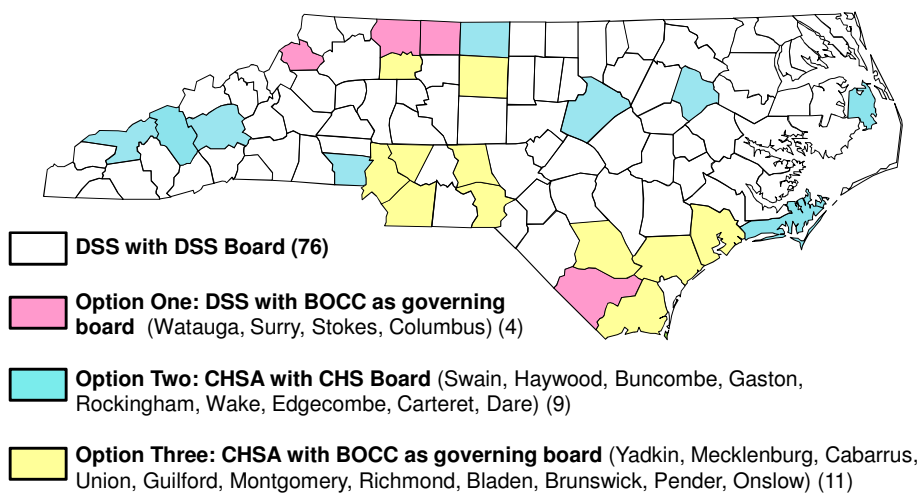 DSS with DSS Board (76)
Option One: DSS with BOCC as governing
board (Watauga, Surry, Stokes, Columbus) (4)
Option Two: CHSA with CHS Board (Swain, Haywood, Buncombe, Gaston,
Rockingham, Wake, Edgecombe, Carteret, Dare) (9)
Option Three: CHSA with BOCC as governing board (Yadkin, Mecklenburg, Cabarrus,
Union, Guilford, Montgomery, Richmond, Bladen, Brunswick, Pender, Onslow) (11)